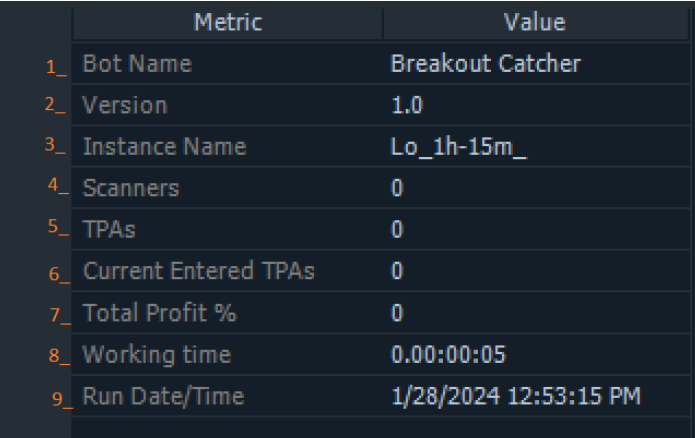 Metric Value
1_ Bot Name Breakout Catcher
2_ Version 1.0
3_ Instance Name Lo_1h-15m_
4_ Scanners 0
5_ TPAs 0
6_ Current Entered TPAs 0
7_ Total Profit % 0
8_ Working time 0.00:00:05
9_ Run Date/Time 1/28/2024 12:53:15 PM